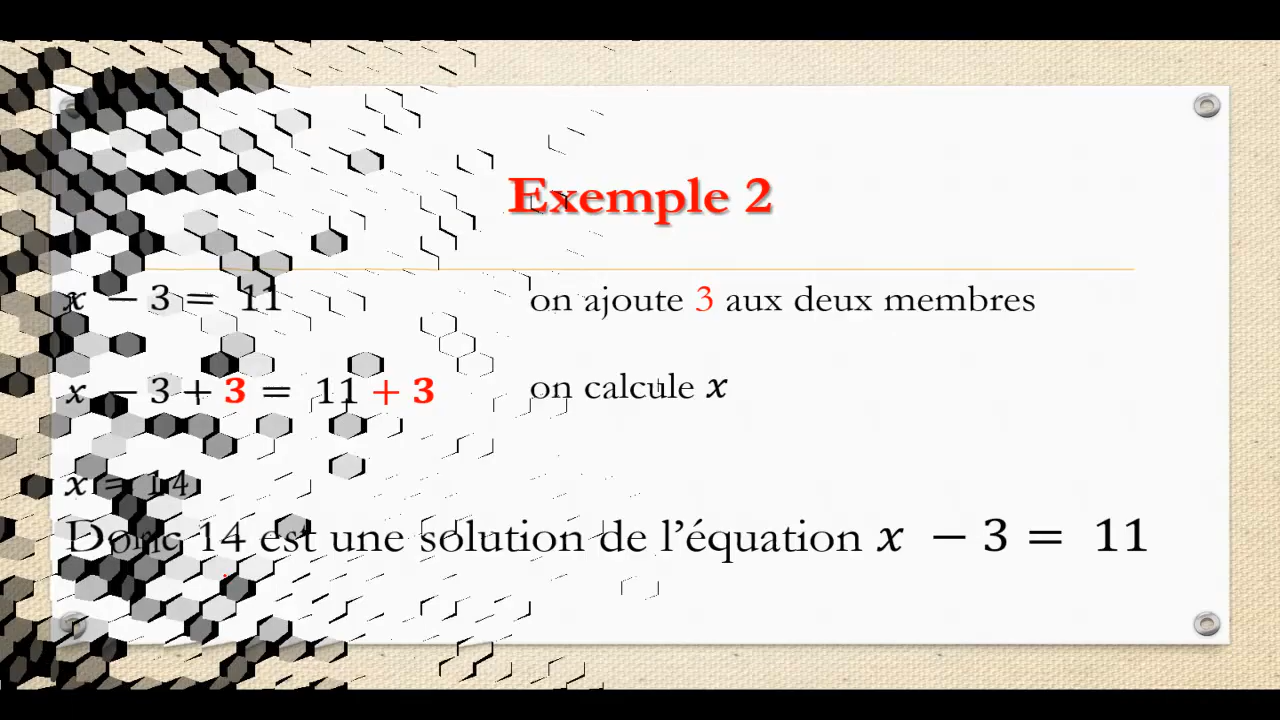 Exemple 2
x − 3 = 11 on ajoute 3 aux deux membres
x − 3 + 3 = 11 + 3 on calcule x
x = 14
Donc 14 est une solution de l’équation x − 3 = 11